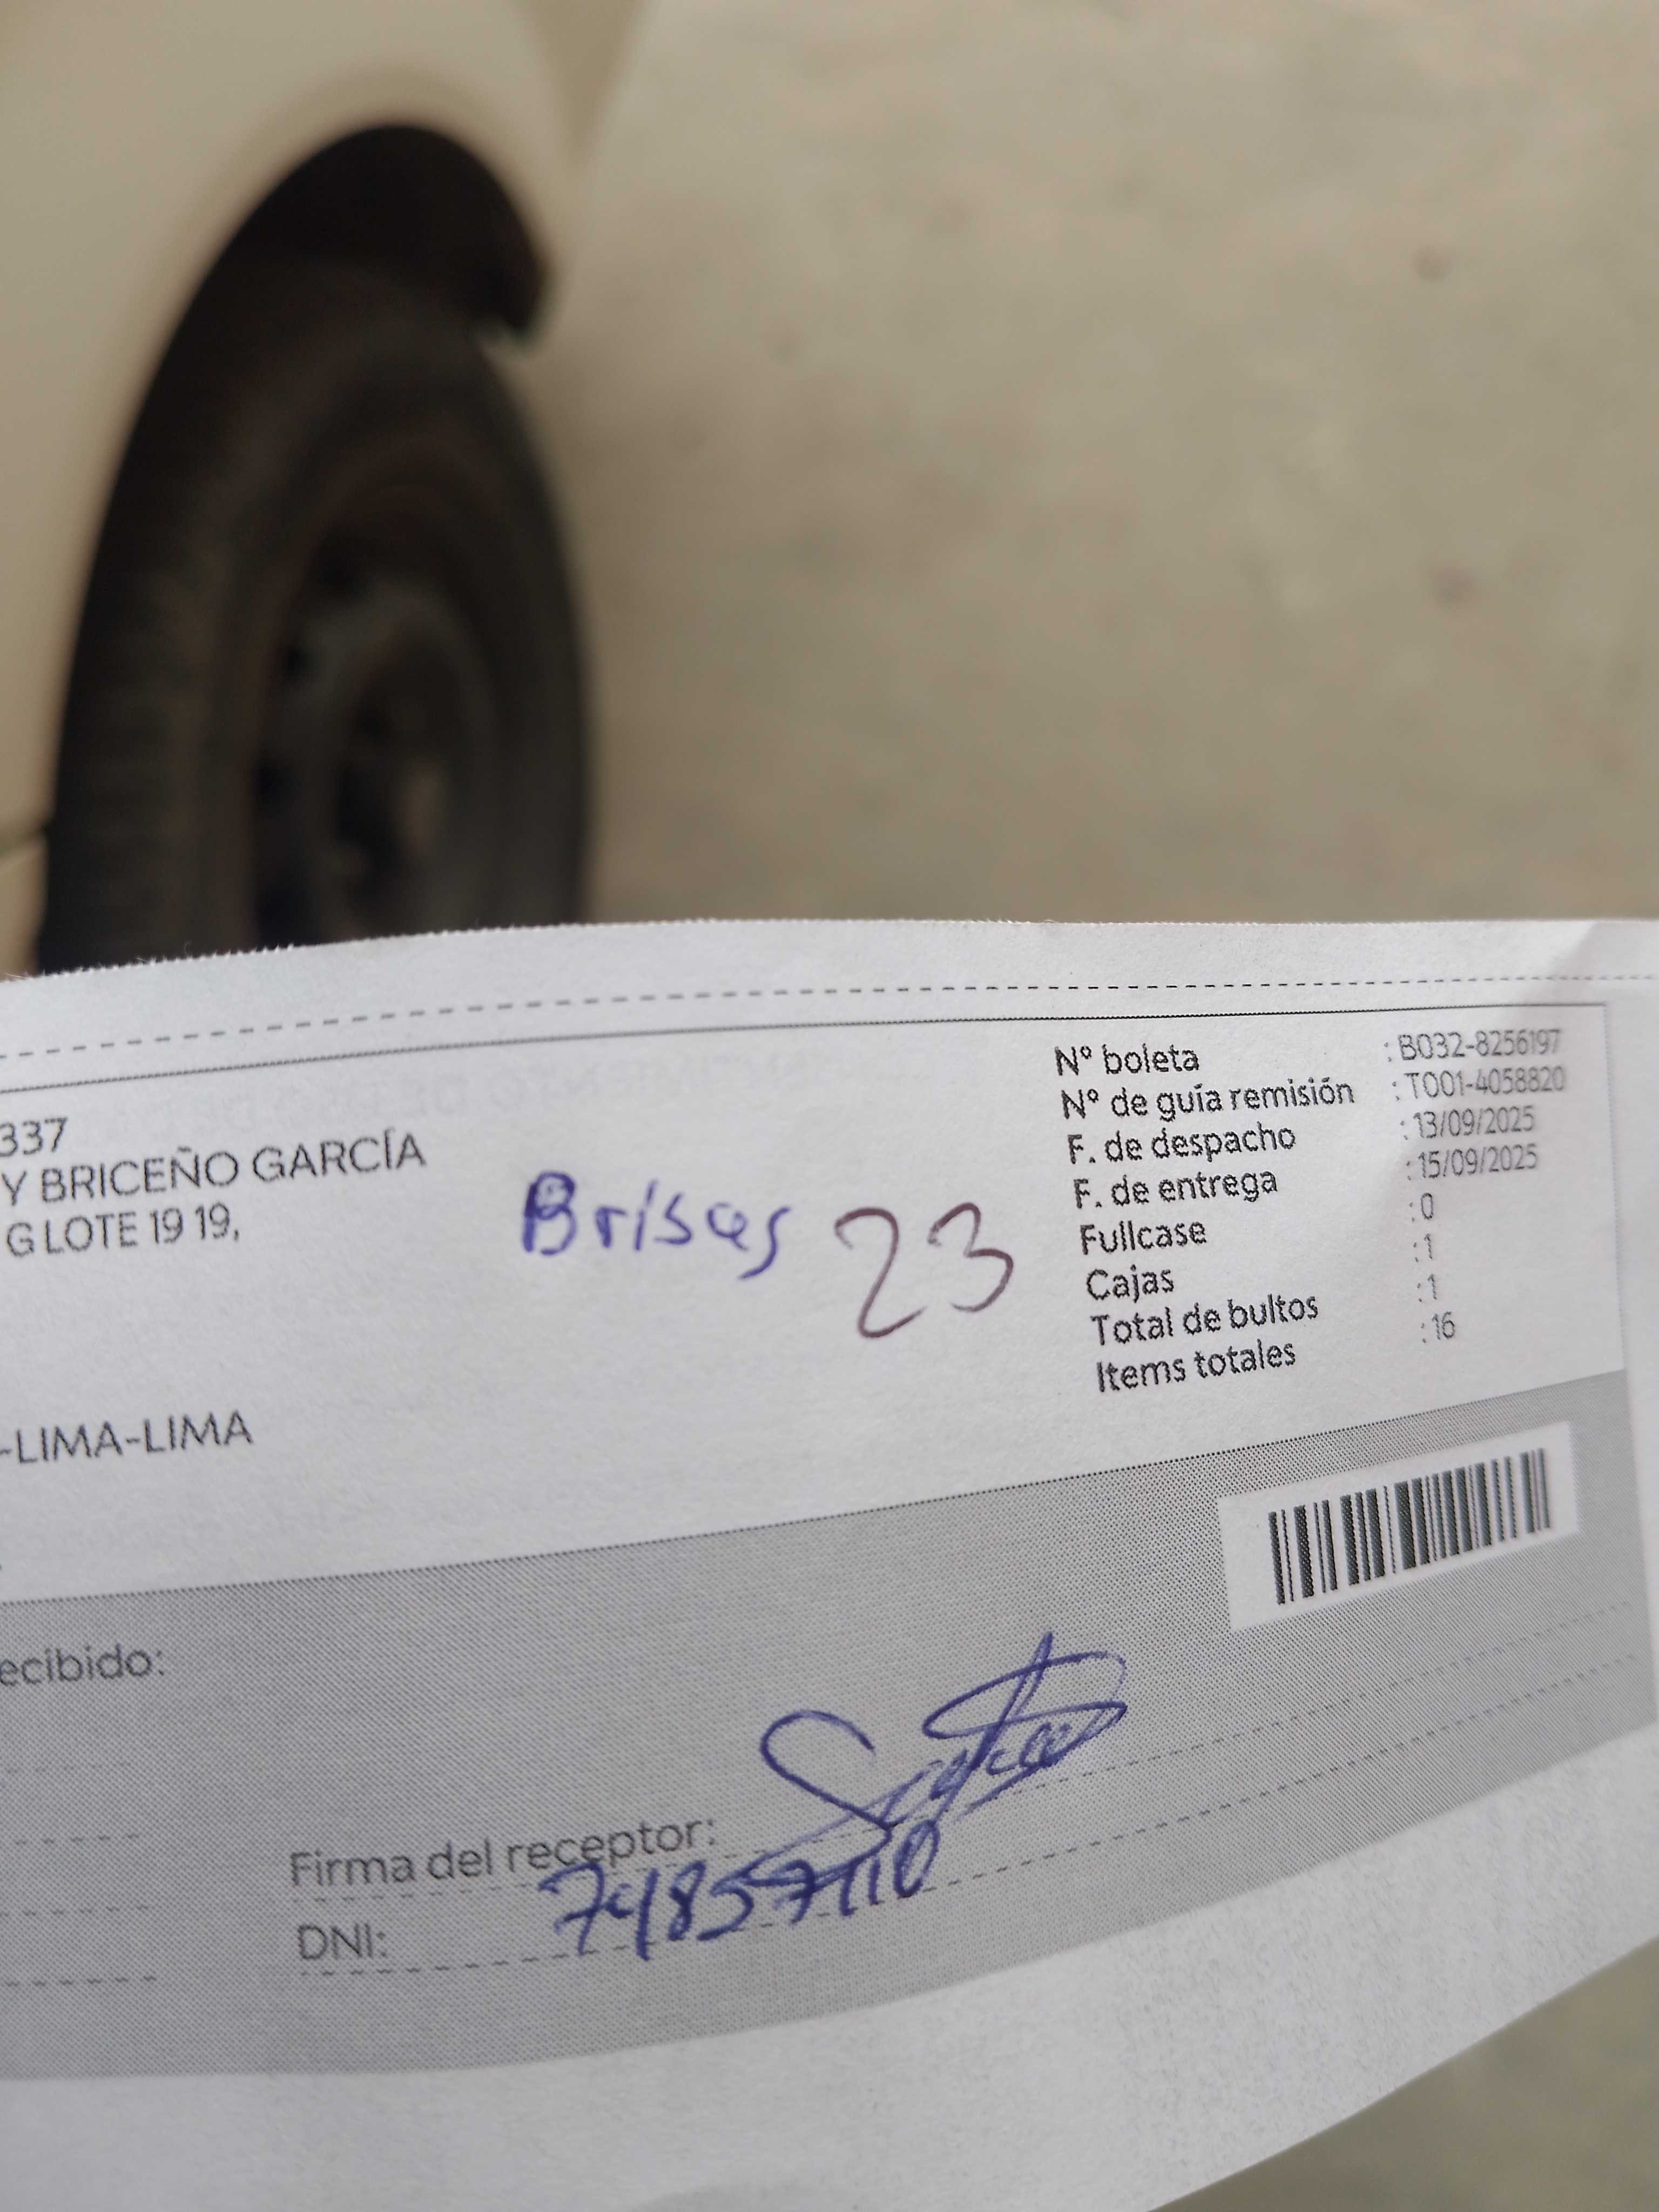 337
Y BRICEÑO GARCÍA
G LOTE 19 19,
-LIMA-LIMA
Brisas 23
N° boleta : B032-8256197
N° de guía remisión : T001-4058820
F. de despacho : 13/09/2025
F. de entrega : 15/09/2025
Fullcase : 0
Cajas : 1
Total de bultos : 1
Items totales : 16
ecibido:
Firma del receptor:
DNI: